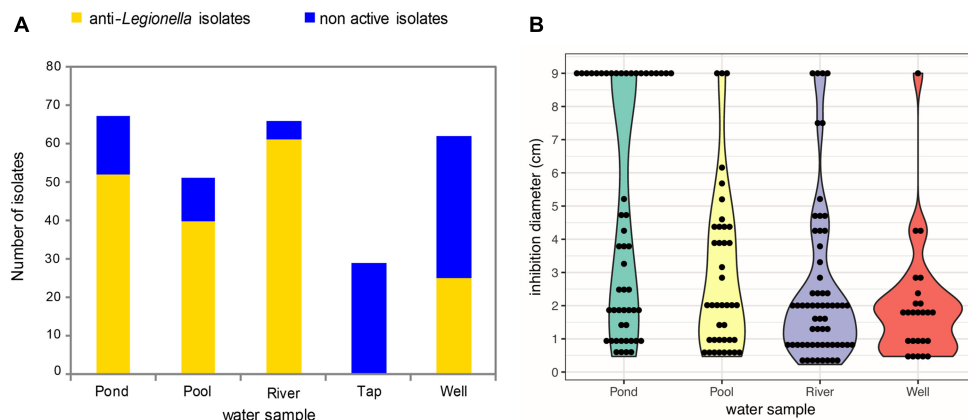 A
anti-Legionella isolates
non active isolates
Number of isolates
80
70
60
50
40
30
20
10
0
Pond
Pool
River
Tap
Well
water sample
B
inhibition diameter (cm)
9
8
7
6
5
4
3
2
1
0
Pond
Pool
River
Well
water sample